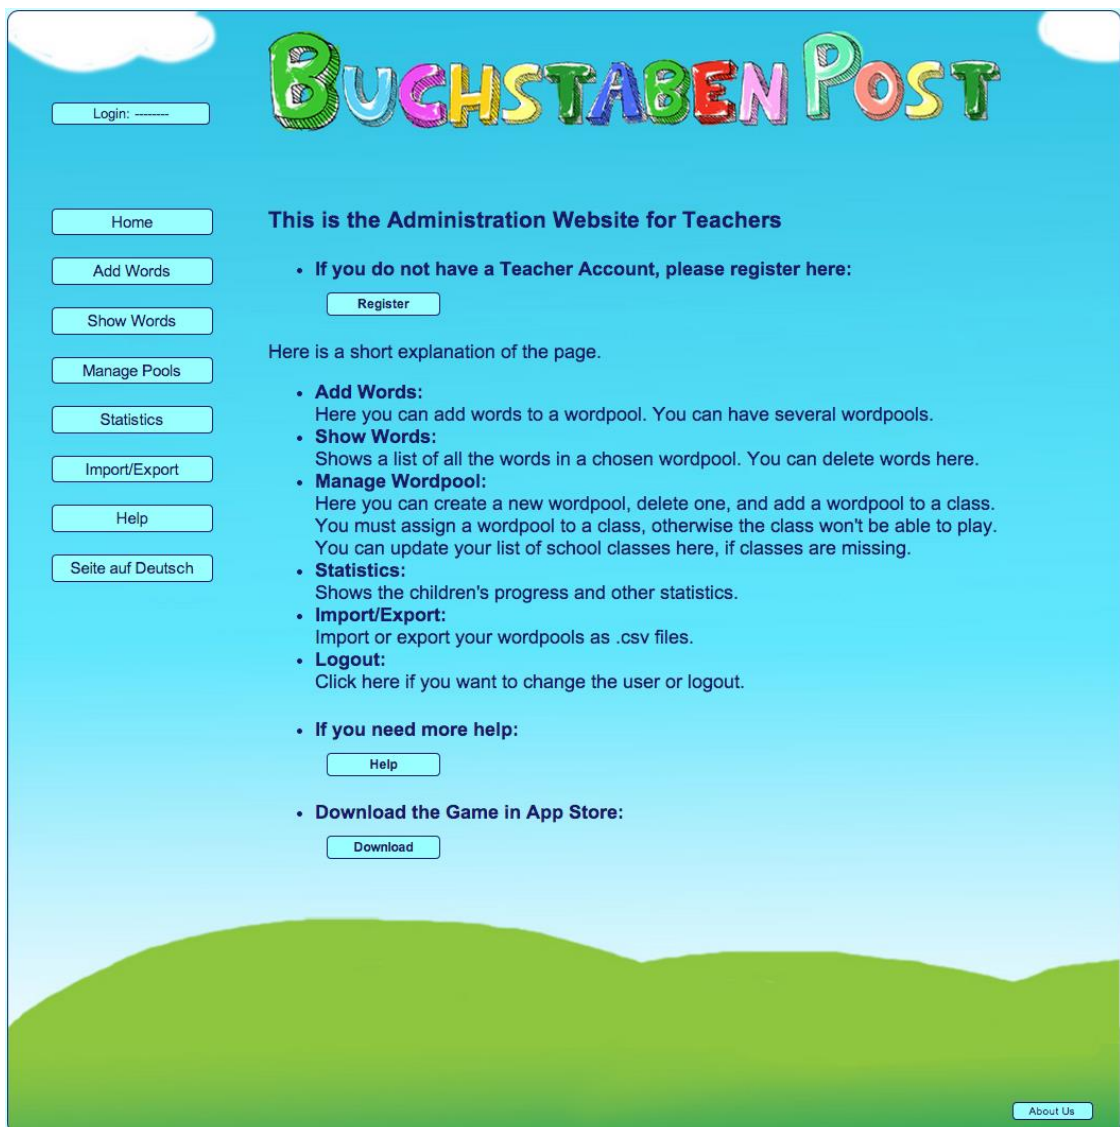 BUCHSTABEN POST
Login: --------
Home
Add Words
Show Words
Manage Pools
Statistics
Import/Export
Help
Seite auf Deutsch
This is the Administration Website for Teachers
• If you do not have a Teacher Account, please register here:
Register
Here is a short explanation of the page.
• Add Words:
Here you can add words to a wordpool. You can have several wordpools.
• Show Words:
Shows a list of all the words in a chosen wordpool. You can delete words here.
• Manage Wordpool:
Here you can create a new wordpool, delete one, and add a wordpool to a class.
You must assign a wordpool to a class, otherwise the class won't be able to play.
You can update your list of school classes here, if classes are missing.
• Statistics:
Shows the children's progress and other statistics.
• Import/Export:
Import or export your wordpools as .csv files.
• Logout:
Click here if you want to change the user or logout.
• If you need more help:
Help
• Download the Game in App Store:
Download
About Us